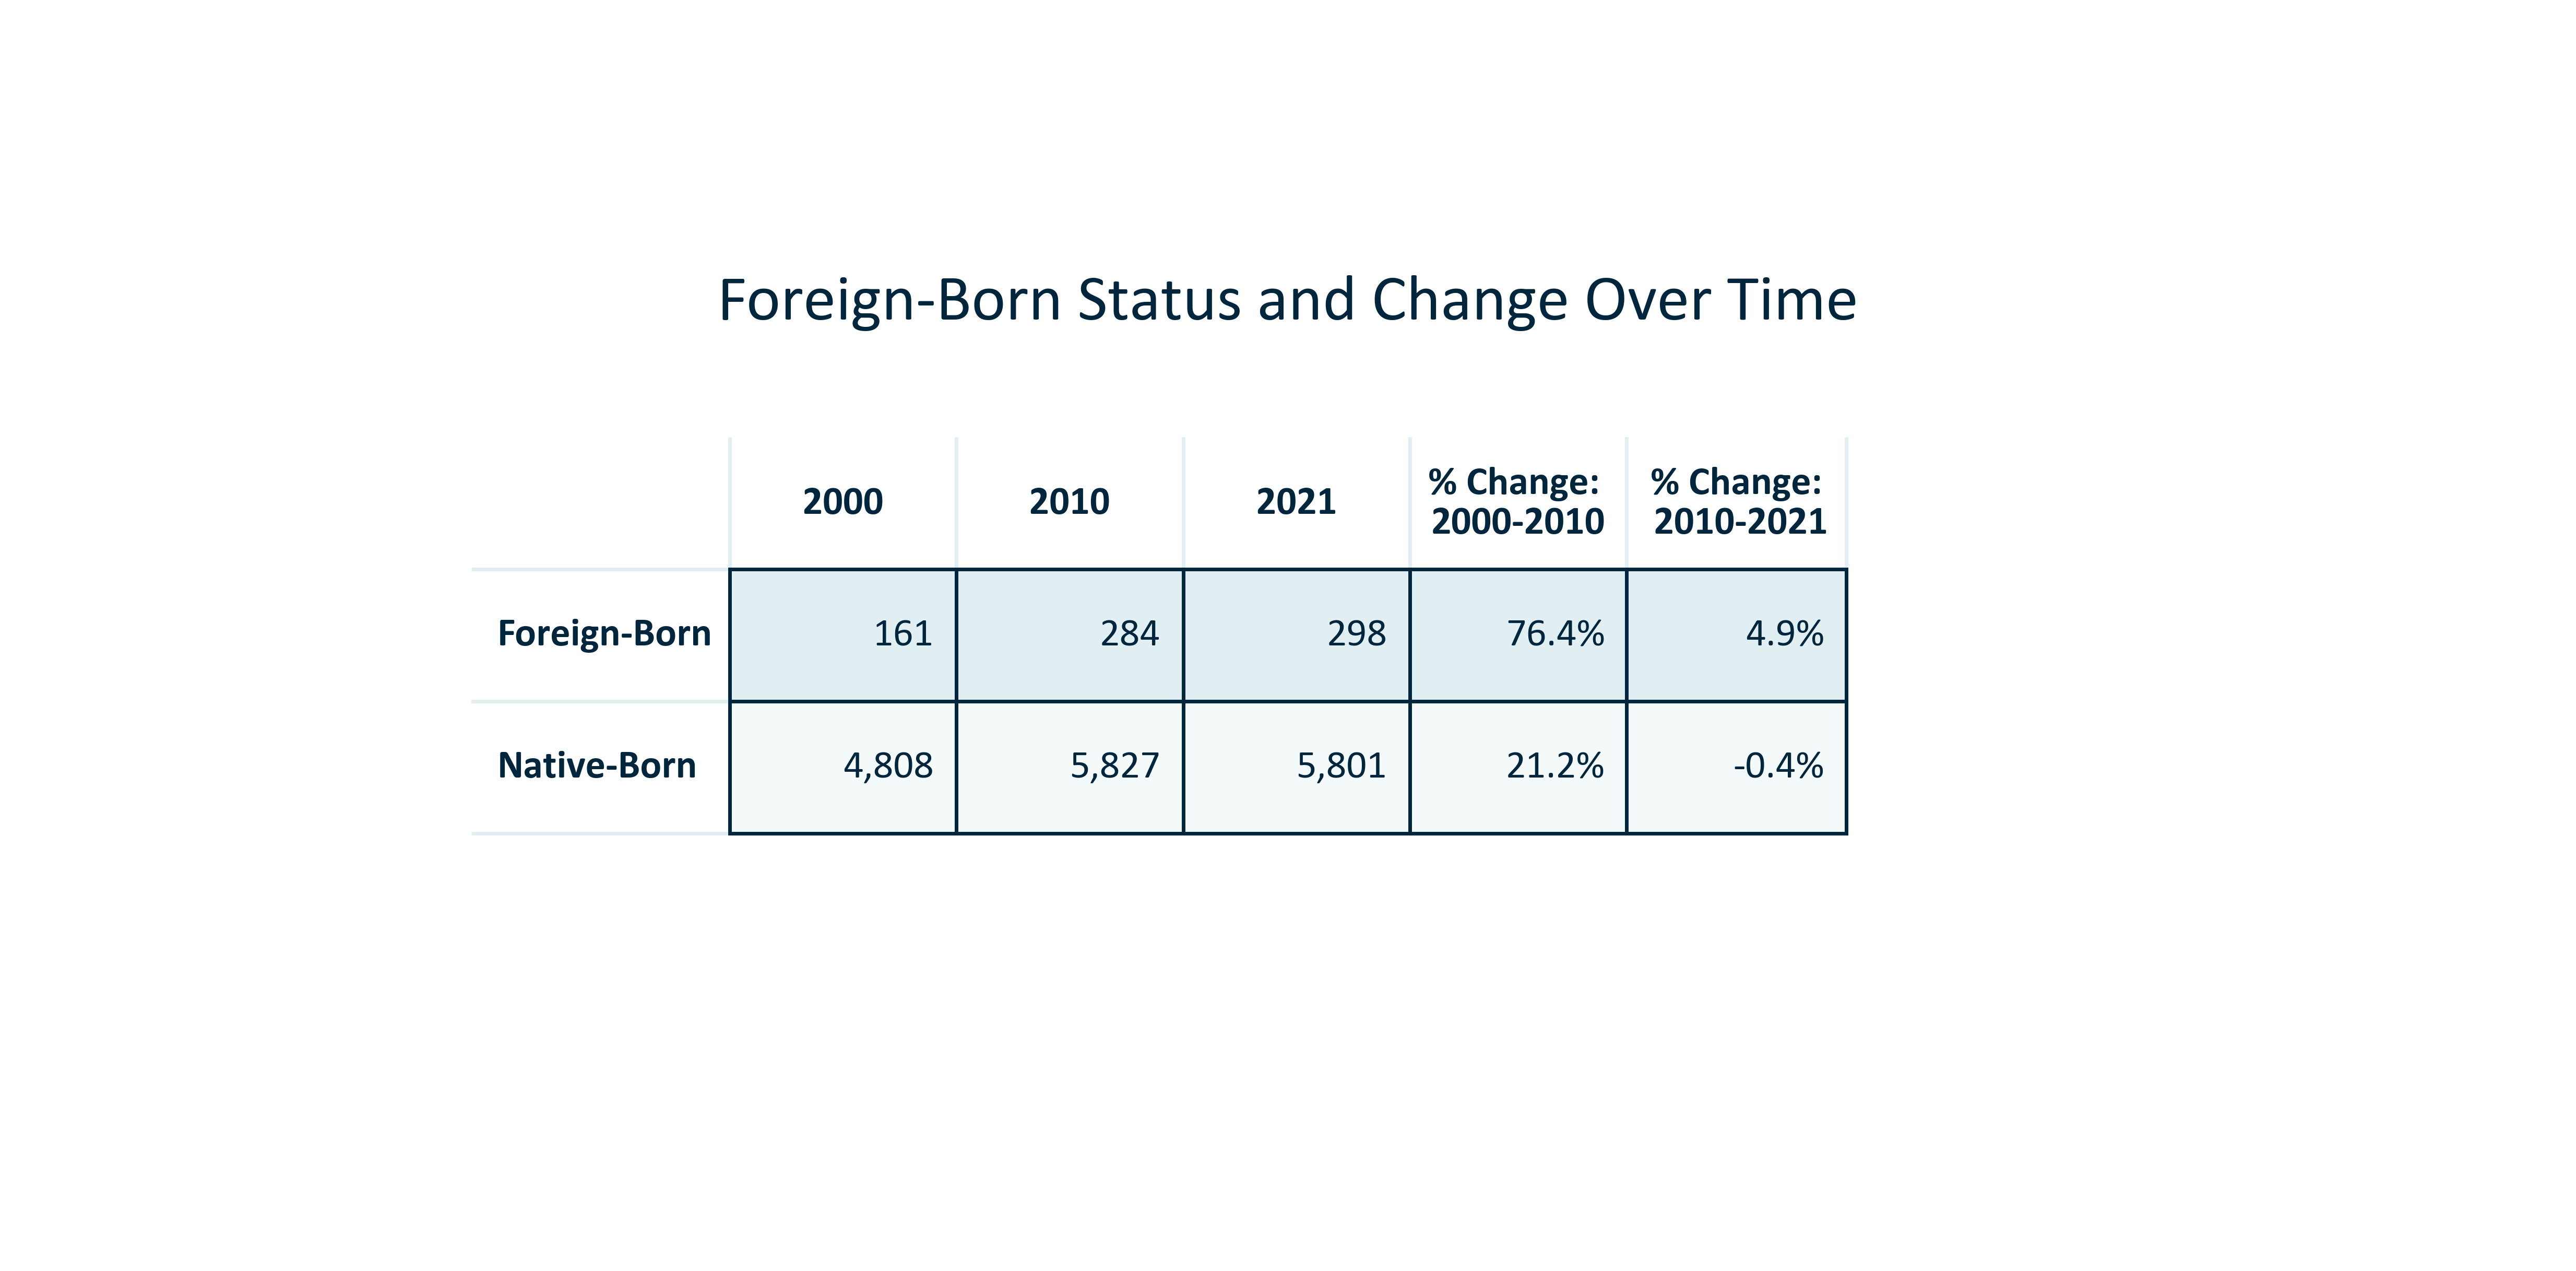 Foreign-Born Status and Change Over Time
2000 2010 2021 % Change: 2000-2010 % Change: 2010-2021
Foreign-Born 161 284 298 76.4% 4.9%
Native-Born 4,808 5,827 5,801 21.2% -0.4%